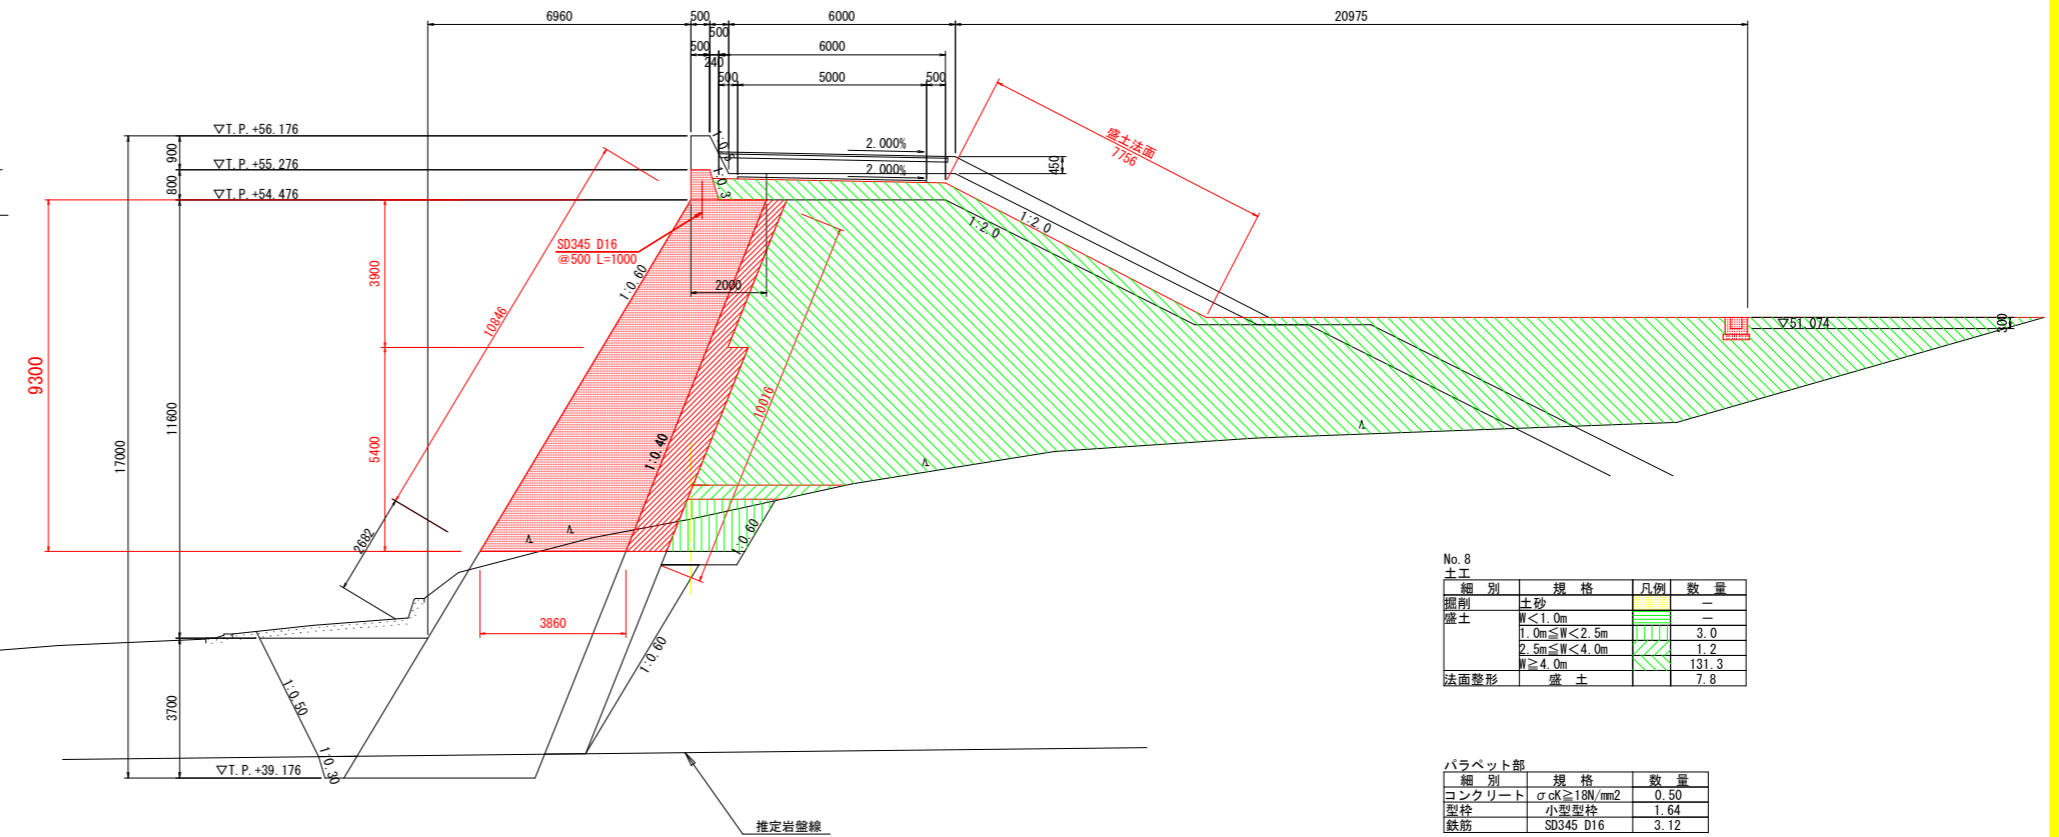 6960
500
6000
20975
500
500
6000
240
500
5000
500
▽T.P.+56.176
▽T.P.+55.276
▽T.P.+54.476
900
800
1:0.5
1:0.3
2.000%
2.000%
450
盛土法面
7756
1:2.0
1:2.0
SD345 D16
@500 L=1000
1:0.60
2000
3900
10846
9300
11600
17000
5400
1:0.40
10016
▽51.074
300
2682
1:0.60
3860
1:0.60
3700
1:0.50
1:0.30
▽T.P.+39.176
推定岩盤線
No.8
土工
細 別 規 格 凡例 数 量
掘削 土砂 －
盛土 W＜1.0m －
1.0m≦W＜2.5m 3.0
2.5m≦W＜4.0m 1.2
W≧4.0m 131.3
法面整形 盛 土 7.8
パラペット部
細 別 規 格 数 量
コンクリート σcK≧18N/mm2 0.50
型枠 小型型枠 1.64
鉄筋 SD345 D16 3.12